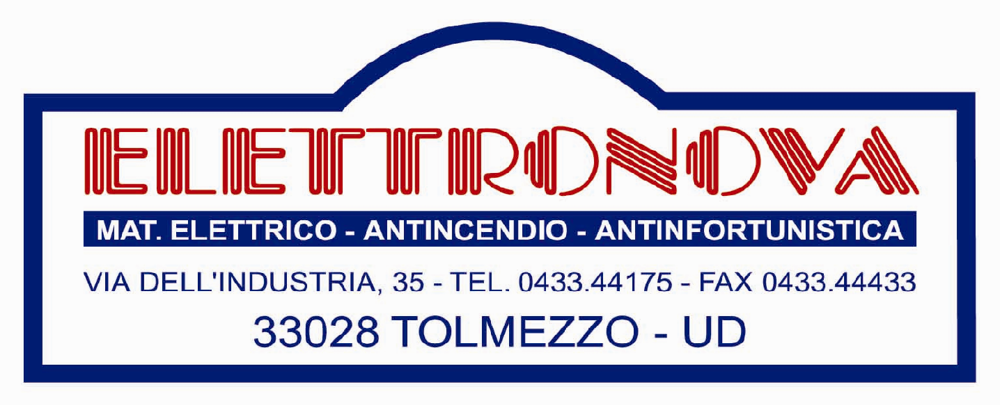 ELETTRONOVA
MAT. ELETTRICO - ANTINCENDIO - ANTINFORTUNISTICA
VIA DELL'INDUSTRIA, 35 - TEL. 0433.44175 - FAX 0433.44433
33028 TOLMEZZO - UD